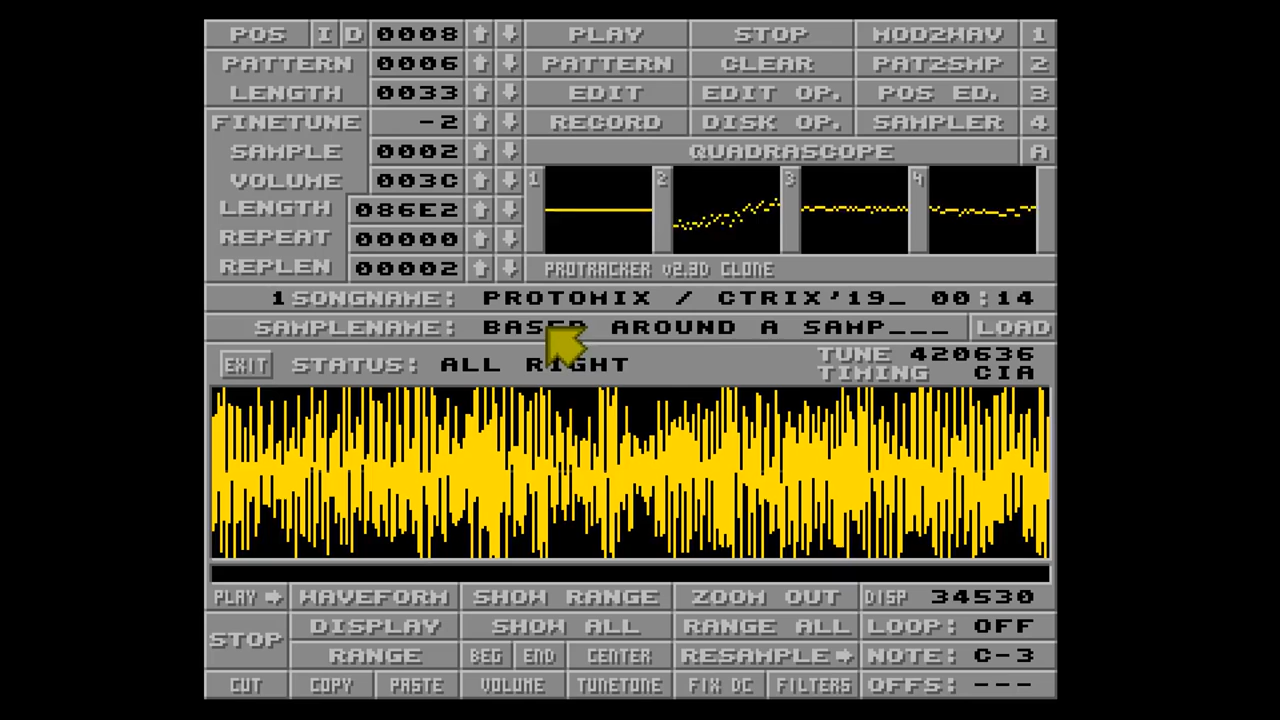 POS I D 0008 PLAY STOP MOD2WAV 1
PATTERN 0006 PATTERN CLEAR PAT2SMP 2
LENGTH 0033 EDIT EDIT OP. POS ED. 3
FINETUNE -2 RECORD DISK OP. SAMPLER 4
SAMPLE 0002 QUADRASCOPE A
VOLUME 003C 1 2 3 4
LENGTH 086E2
REPEAT 00000
REPLEN 00002 PROTRACKER V2.3D CLONE
1 SONGNAME: PROTOMIX / CTRIX'19_ 00:14
SAMPLENAME: BASED AROUND A SAMP___ LOAD
EXIT STATUS: ALL RIGHT TUNE 420636
TIMING CIA
PLAY WAVEFORM SHOW RANGE ZOOM OUT DISP 34530
STOP DISPLAY SHOW ALL RANGE ALL LOOP: OFF
RANGE BEG END CENTER RESAMPLE NOTE: C-3
CUT COPY PASTE VOLUME TUNETONE FIX DC FILTERS OFFS: ---